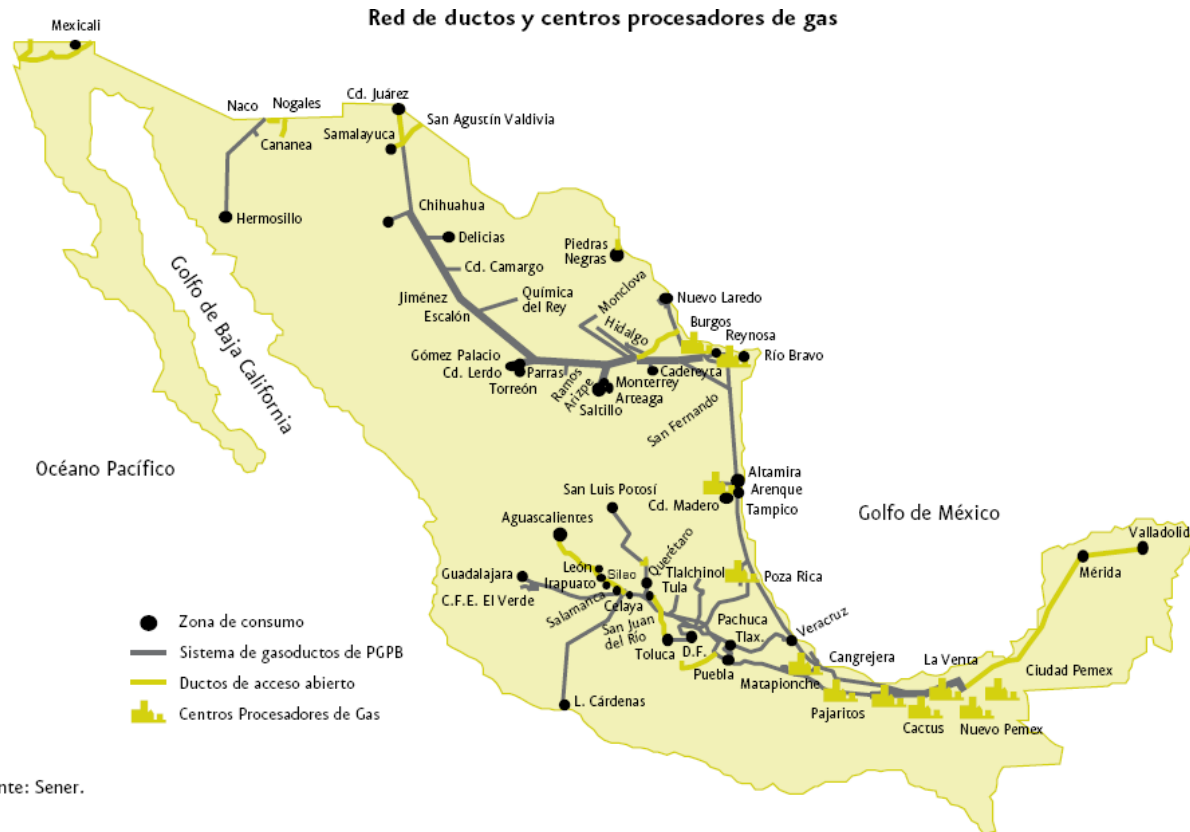 Red de ductos y centros procesadores de gas
Mexicali
Naco
Nogales
Cananea
Hermosillo
Cd. Juárez
San Agustín Valdivia
Samalayuca
Chihuahua
Delicias
Cd. Camargo
Jiménez
Escalón
Química
del Rey
Piedras
Negras
Monclova
Hidalgo
Nuevo Laredo
Burgos
Reynosa
Río Bravo
Gómez Palacio
Cd. Lerdo
Torreón
Parras
Ramos
Arizpe
Monterrey
Arteaga
Saltillo
Cadereyta
San Fernando
Golfo de Baja California
Océano Pacífico
Golfo de México
Altamira
Arenque
Tampico
Cd. Madero
San Luis Potosí
Aguascalientes
León
Silao
Irapuato
Salamanca
Celaya
Querétaro
Guadalajara
C.F.E. El Verde
San Juan
del Río
Tlalchinol
Tula
Poza Rica
Pachuca
Tlax.
Toluca
D.F.
Puebla
Veracruz
Matapionche
Cangrejera
La Venta
Pajaritos
Cactus
Nuevo Pemex
Ciudad Pemex
Mérida
Valladolid
L. Cárdenas
Zona de consumo
Sistema de gasoductos de PGPB
Ductos de acceso abierto
Centros Procesadores de Gas
nte: Sener.